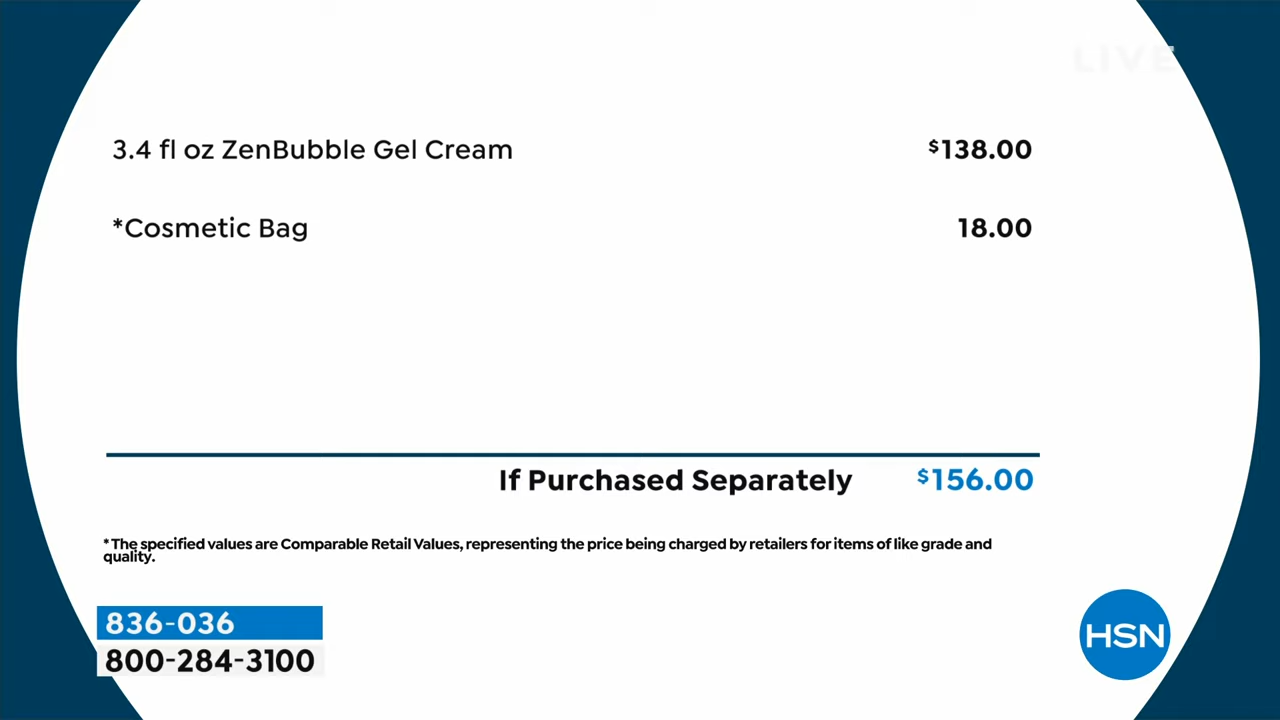 LIVE
3.4 fl oz ZenBubble Gel Cream $138.00
*Cosmetic Bag 18.00
If Purchased Separately $156.00
*The specified values are Comparable Retail Values, representing the price being charged by retailers for items of like grade and
quality.
836-036
800-284-3100
HSN